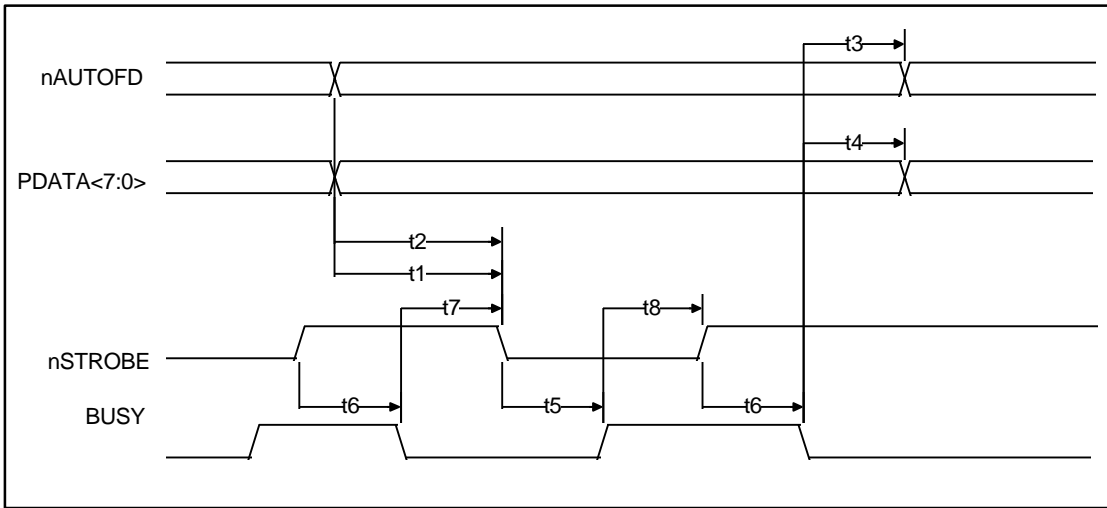 t3
nAUTOFD
t4
PDATA<7:0>
t2
t1
t7
t8
nSTROBE
t6
t5
t6
BUSY